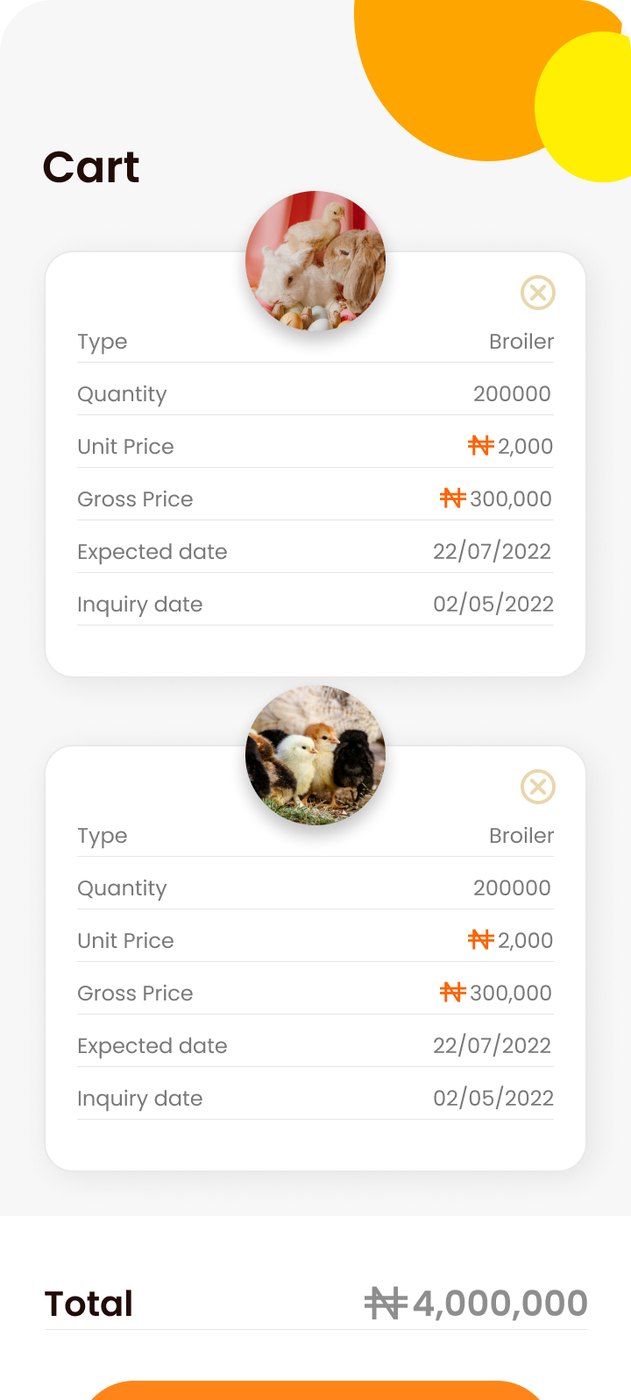 Cart
Type Broiler
Quantity 200000
Unit Price ₦2,000
Gross Price ₦300,000
Expected date 22/07/2022
Inquiry date 02/05/2022
Type Broiler
Quantity 200000
Unit Price ₦2,000
Gross Price ₦300,000
Expected date 22/07/2022
Inquiry date 02/05/2022
Total ₦4,000,000